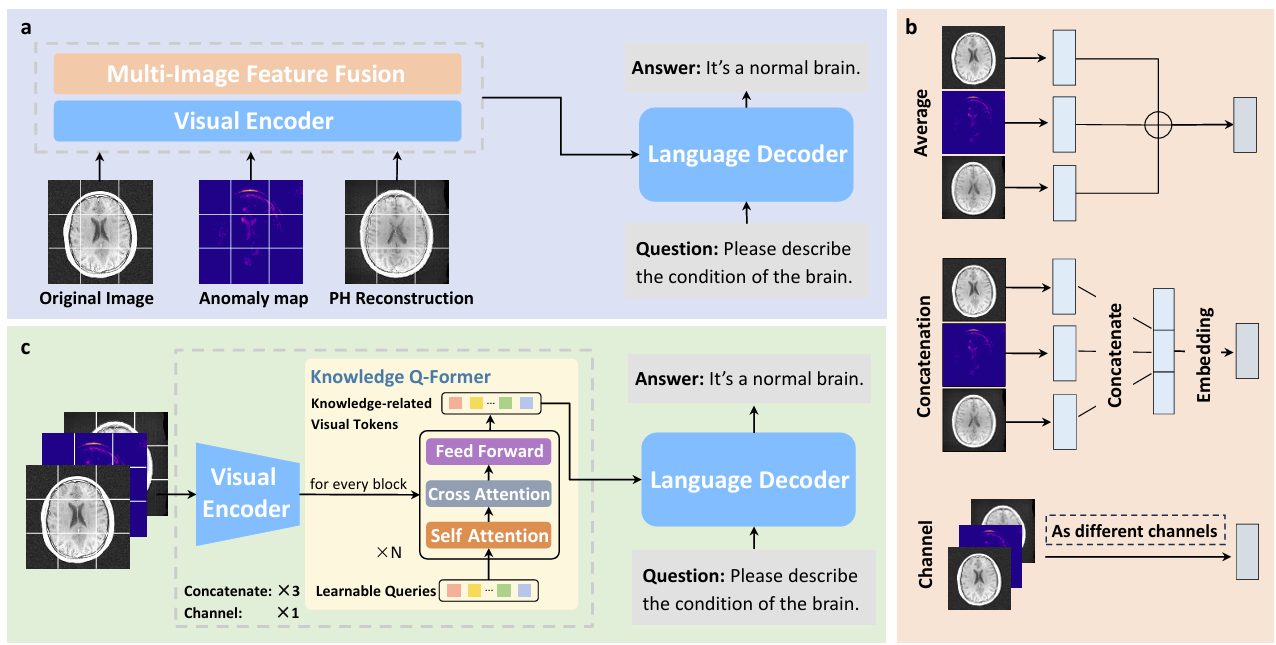 a
Multi-Image Feature Fusion
Visual Encoder
Original Image
Anomaly map
PH Reconstruction
Answer: It's a normal brain.
Language Decoder
Question: Please describe
the condition of the brain.
b
Average
Concatenation
Concatenate
Embedding
Channel
As different channels
c
Knowledge Q-Former
Knowledge-related
Visual Tokens
...
Feed Forward
Cross Attention
Self Attention
×N
Learnable Queries
...
Visual
Encoder
for every block
Concatenate: ×3
Channel: ×1
Answer: It's a normal brain.
Language Decoder
Question: Please describe
the condition of the brain.